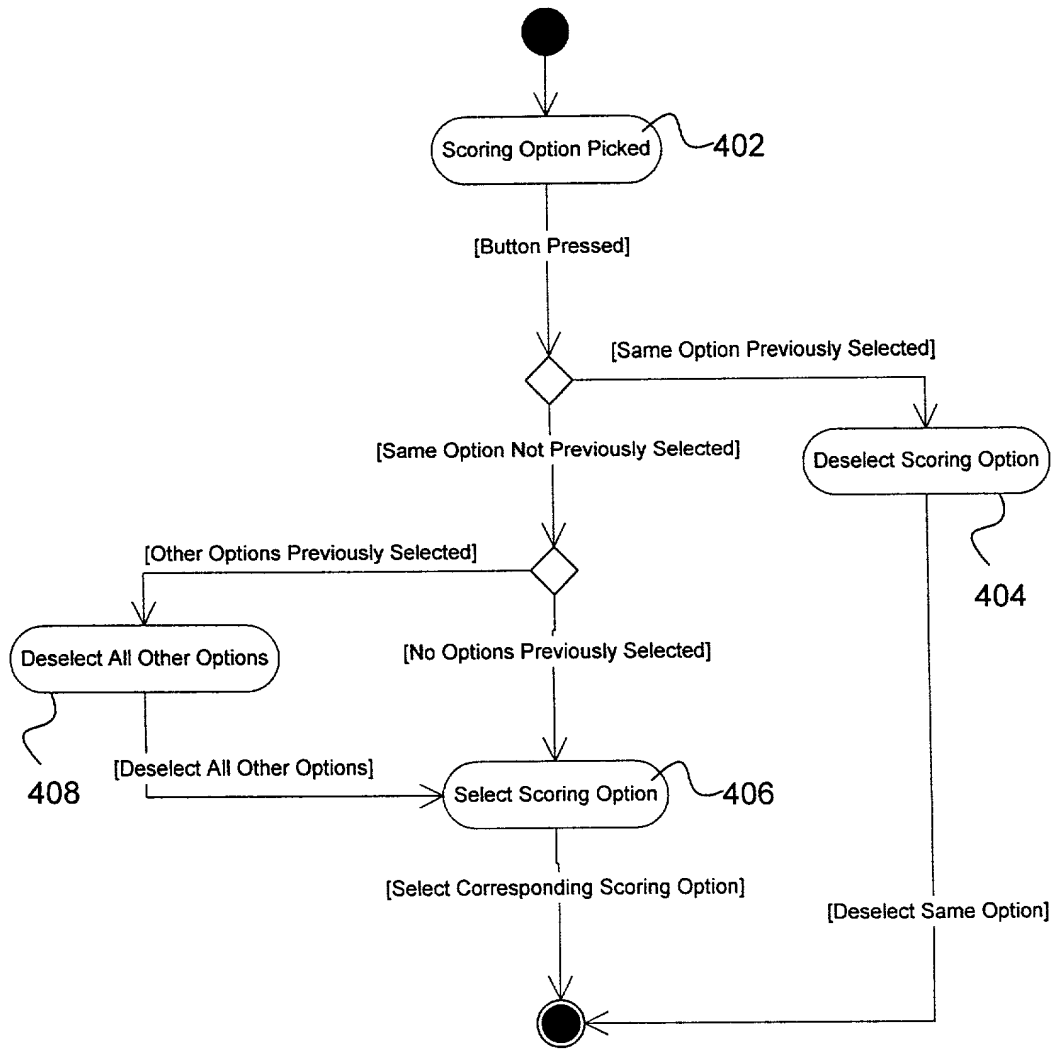 Scoring Option Picked
402
[Button Pressed]
[Same Option Previously Selected]
[Same Option Not Previously Selected]
Deselect Scoring Option
404
[Other Options Previously Selected]
[No Options Previously Selected]
Deselect All Other Options
408
[Deselect All Other Options]
Select Scoring Option
406
[Select Corresponding Scoring Option]
[Deselect Same Option]